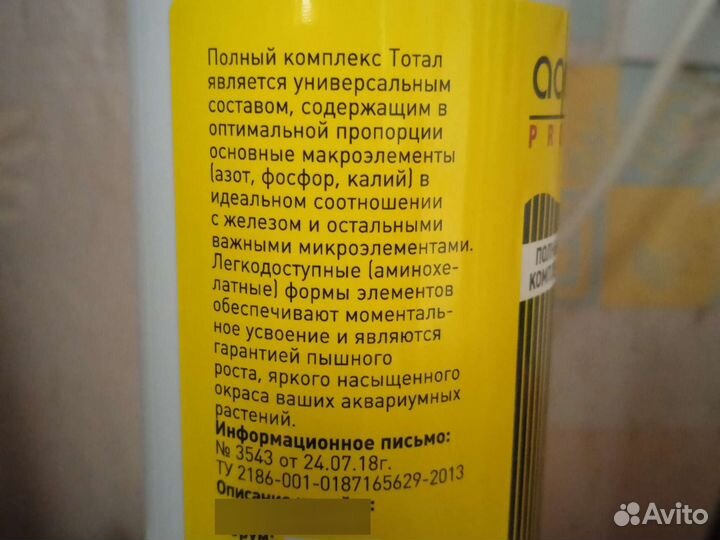 Полный комплекс Тотал
является универсальным
составом, содержащим в
оптимальной пропорции
основные макроэлементы
(азот, фосфор, калий) в
идеальном соотношении
с железом и остальными
важными микроэлементами.
Легкодоступные (аминохе-
латные) формы элементов
обеспечивают моменталь-
ное усвоение и являются
гарантией пышного
роста, яркого насыщенного
окраса ваших аквариумных
растений.
Информационное письмо:
№ 3543 от 24.07.18г.
ТУ 2186-001-0187165629-2013
Описание
Avito